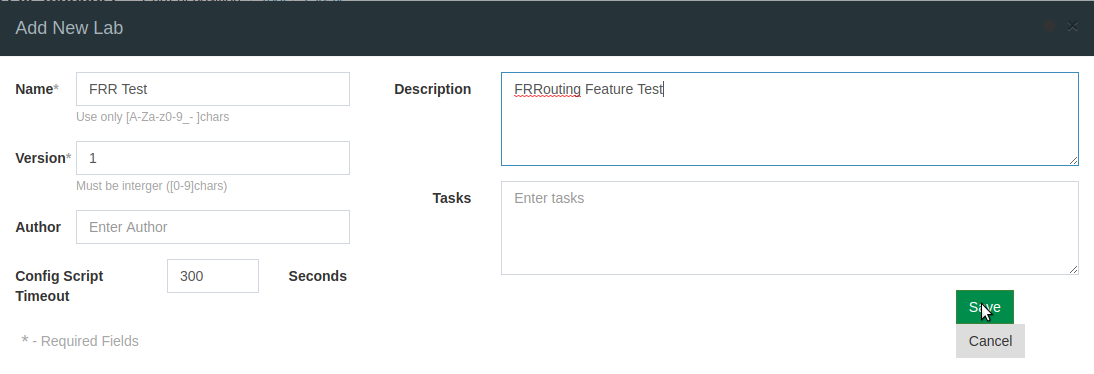 Add New Lab
Name* FRR Test
Use only [A-Za-z0-9_- ]chars
Version* 1
Must be interger ([0-9]chars)
Author Enter Author
Config Script Timeout 300 Seconds
* - Required Fields
Description FRRouting Feature Test
Tasks Enter tasks
Save
Cancel